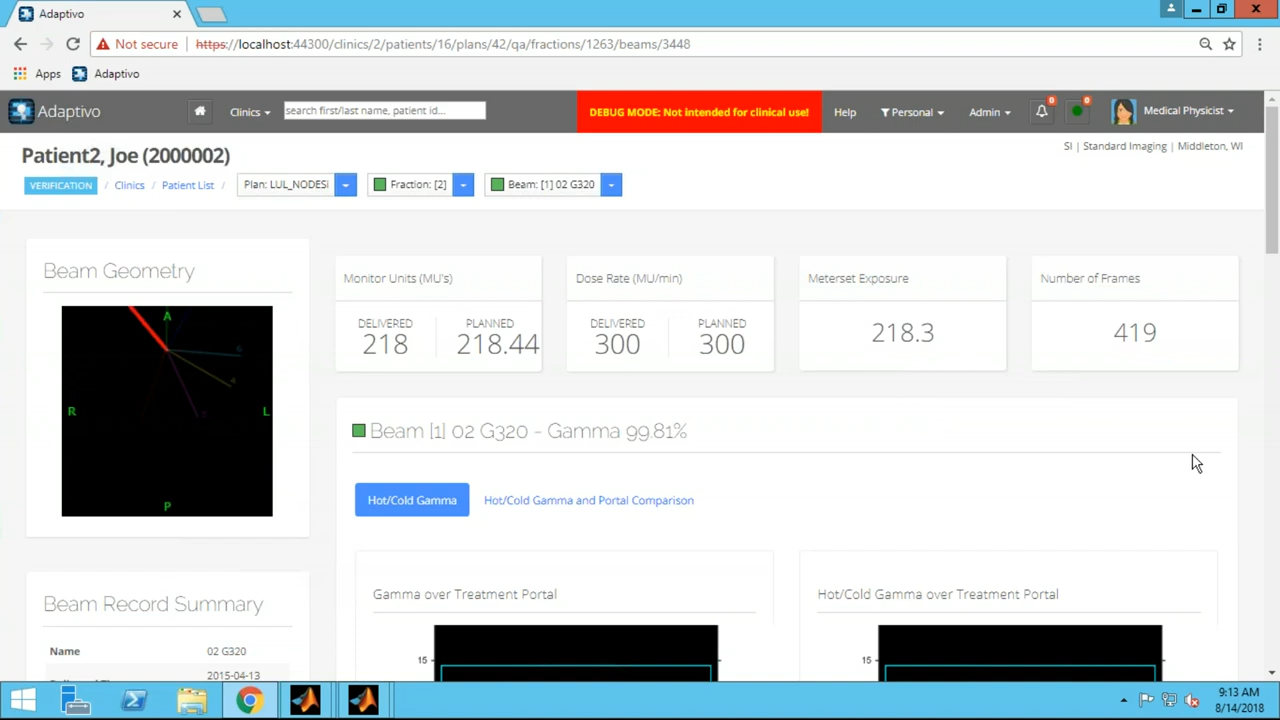 Adaptivo
Not secure
https://localhost:44300/clinics/2/patients/16/plans/42/qa/fractions/1263/beams/3448
Apps
Adaptivo
Adaptivo
Clinics
search first/last name, patient id...
DEBUG MODE: Not intended for clinical use!
Help
Personal
Admin
0
0
Medical Physicist
Patient2, Joe (2000002)
SI | Standard Imaging | Middleton, WI
VERIFICATION / Clinics / Patient List /
Plan: LUL_NODESI
Fraction: [2]
Beam: [1] 02 G320
Beam Geometry
A
R
L
P
6
4
Monitor Units (MU's)
DELIVERED
218
PLANNED
218.44
Dose Rate (MU/min)
DELIVERED
300
PLANNED
300
Meterset Exposure
218.3
Number of Frames
419
Beam [1] 02 G320 - Gamma 99.81%
Hot/Cold Gamma
Hot/Cold Gamma and Portal Comparison
Gamma over Treatment Portal
15
Hot/Cold Gamma over Treatment Portal
15
Beam Record Summary
Name
02 G320
2015-04-13
9:13 AM
8/14/2018